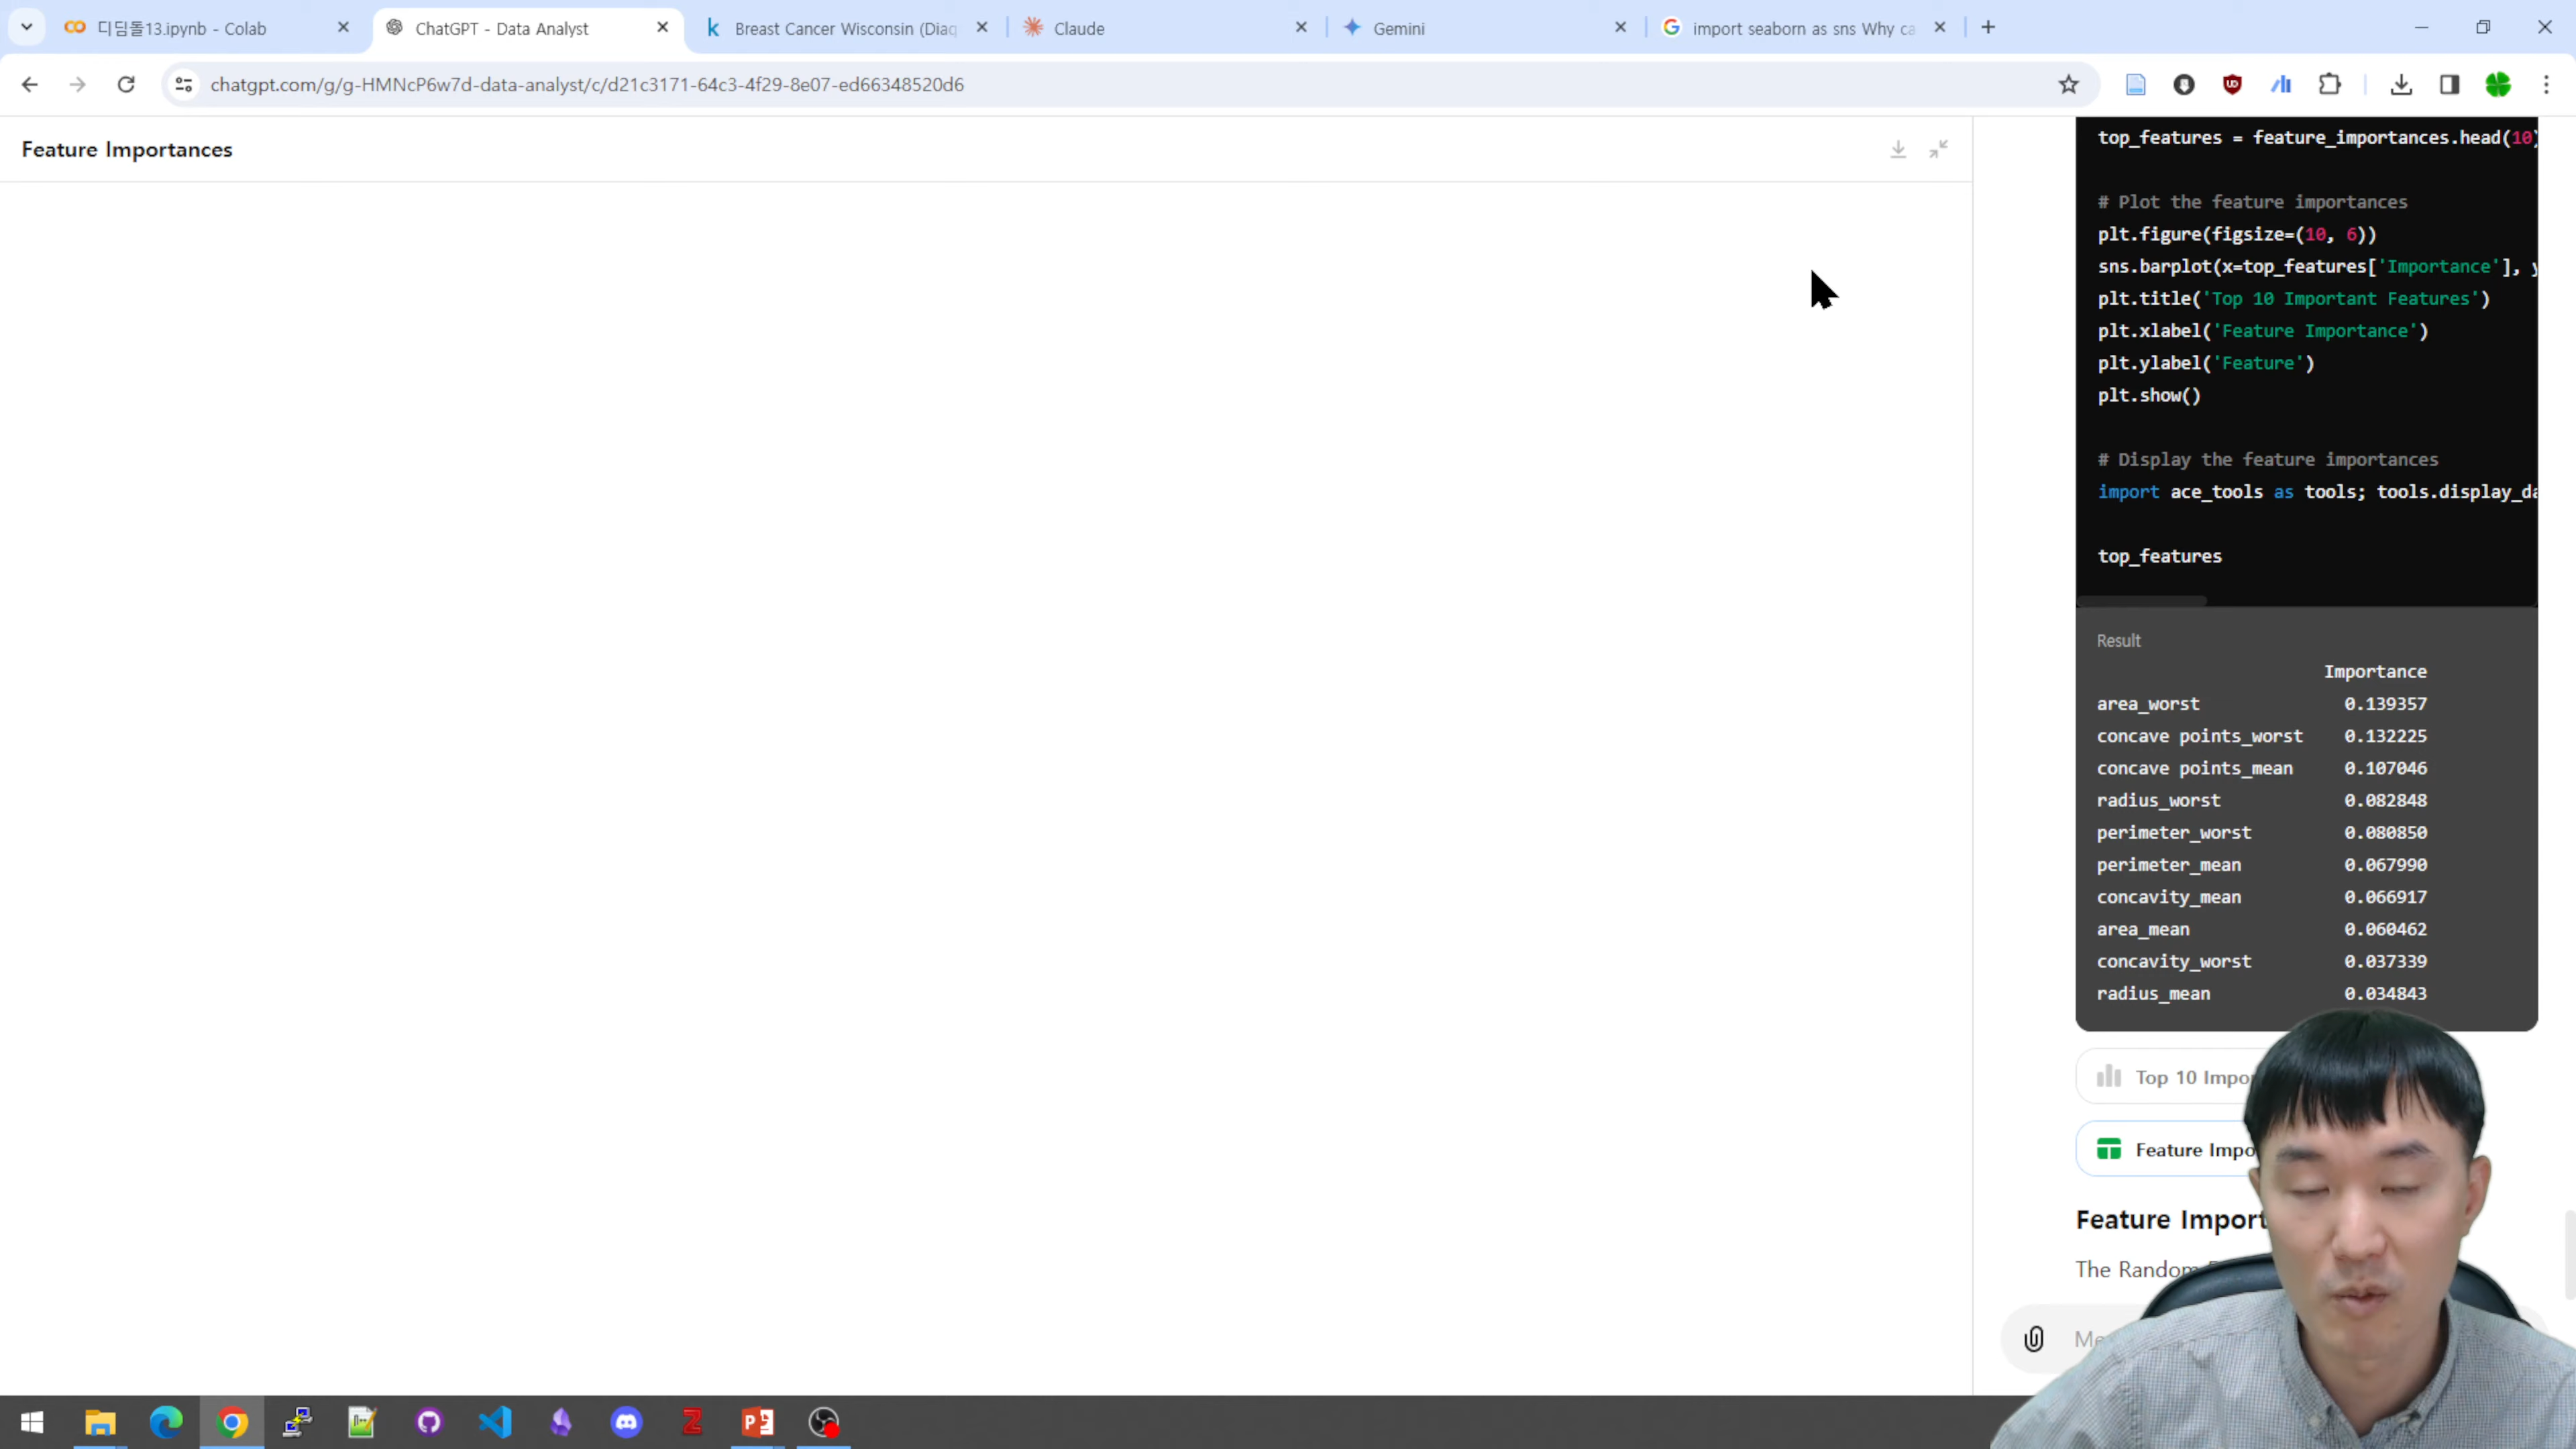 디딤돌13.ipynb - Colab
ChatGPT - Data Analyst
Breast Cancer Wisconsin (Diag
Claude
Gemini
import seaborn as sns Why ca
chatgpt.com/g/g-HMNcP6w7d-data-analyst/c/d21c3171-64c3-4f29-8e07-ed66348520d6
Feature Importances
top_features = feature_importances.head(10)
# Plot the feature importances
plt.figure(figsize=(10, 6))
sns.barplot(x=top_features['Importance'], y
plt.title('Top 10 Important Features')
plt.xlabel('Feature Importance')
plt.ylabel('Feature')
plt.show()
# Display the feature importances
import ace_tools as tools; tools.display_da
top_features
Result
Importance
area_worst 0.139357
concave points_worst 0.132225
concave points_mean 0.107046
radius_worst 0.082848
perimeter_worst 0.080850
perimeter_mean 0.067990
concavity_mean 0.066917
area_mean 0.060462
concavity_worst 0.037339
radius_mean 0.034843
Top 10 Impo
Feature Impo
Feature Import
The Random